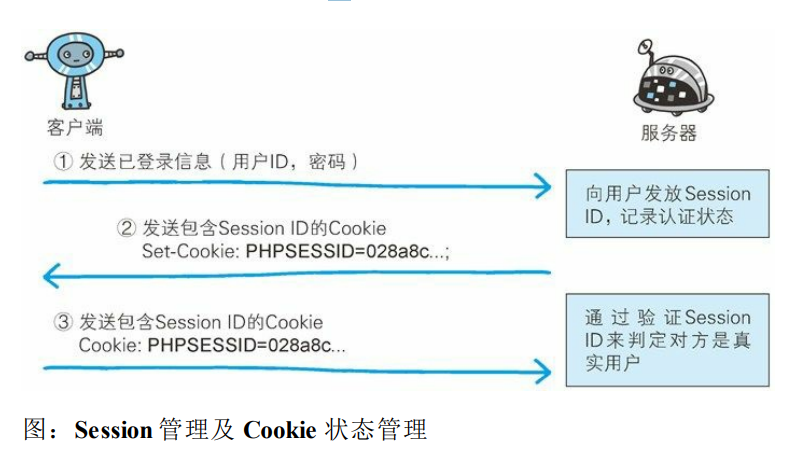 客户端
服务器
① 发送已登录信息（用户ID，密码）
向用户发放Session
ID，记录认证状态
② 发送包含Session ID的Cookie
Set-Cookie: PHPSESSID=028a8c…;
③ 发送包含Session ID的Cookie
Cookie: PHPSESSID=028a8c…
通过验证Session
ID来判定对方是真
实用户
图：Session 管理及 Cookie 状态管理